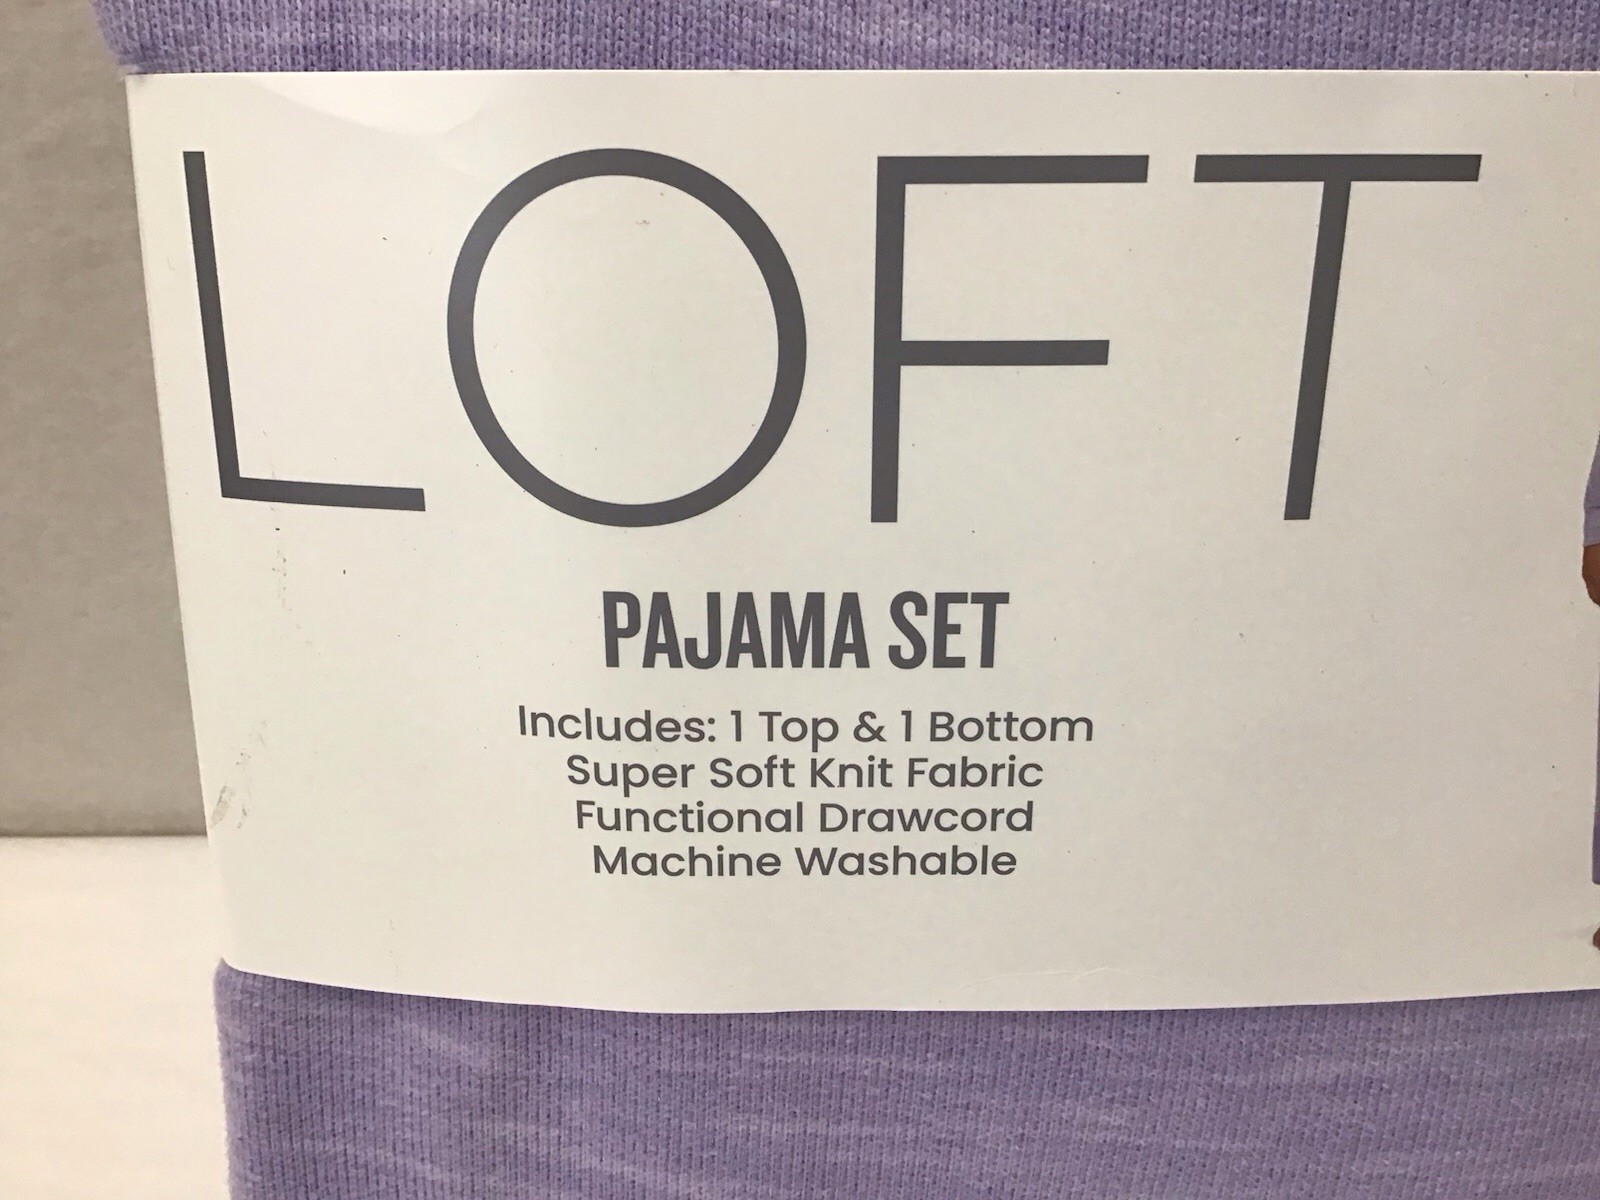 LOFT
PAJAMA SET
Includes: 1 Top & 1 Bottom
Super Soft Knit Fabric
Functional Drawcord
Machine Washable